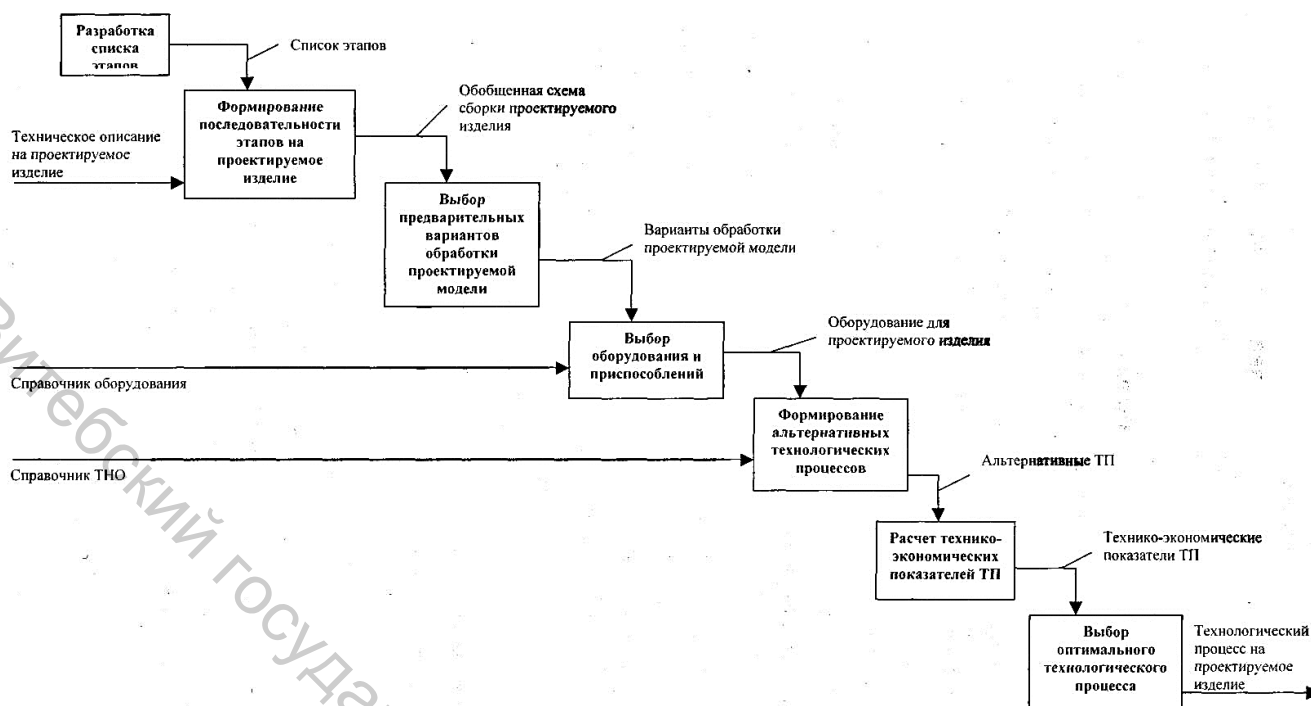 Разработка
списка
этапов
Список этапов
Формирование
последовательности
этапов на
проектируемое
изделие
Обобщенная схема
сборки проектируемого
изделия
Техническое описание
на проектируемое
изделие
Выбор
предварительных
вариантов
обработки
проектируемой
модели
Варианты обработки
проектируемой модели
Выбор
оборудования и
приспособлений
Оборудование для
проектируемого изделия
Справочник оборудования
Формирование
альтернативных
технологических
процессов
Справочник ТНО
Альтернативные ТП
Расчет технико-
экономических
показателей ТП
Технико-экономические
показатели ТП
Выбор
оптимального
технологического
процесса
Технологический
процесс на
проектируемое
изделие
Витебский госуда